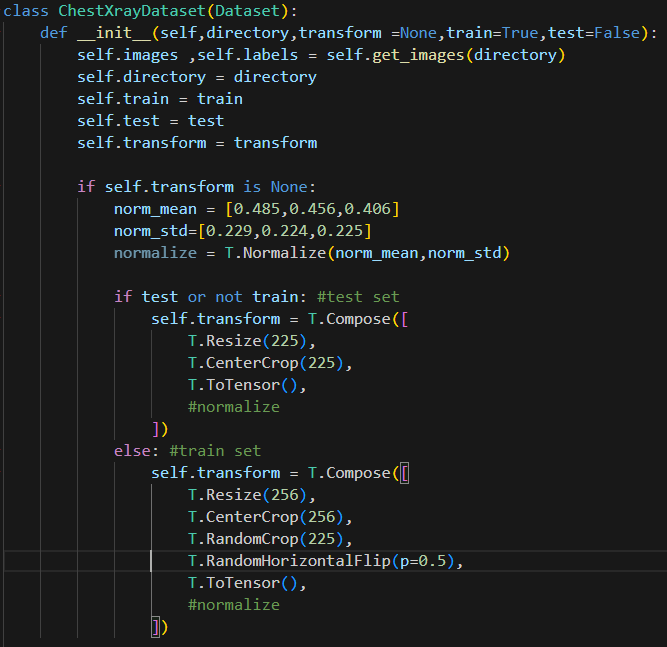 class ChestXrayDataset(Dataset):
    def __init__(self,directory,transform =None,train=True,test=False):
        self.images ,self.labels = self.get_images(directory)
        self.directory = directory
        self.train = train
        self.test = test
        self.transform = transform

        if self.transform is None:
            norm_mean = [0.485,0.456,0.406]
            norm_std=[0.229,0.224,0.225]
            normalize = T.Normalize(norm_mean,norm_std)

            if test or not train: #test set
                self.transform = T.Compose([
                    T.Resize(225),
                    T.CenterCrop(225),
                    T.ToTensor(),
                    #normalize
                ])
            else: #train set
                self.transform = T.Compose([
                    T.Resize(256),
                    T.CenterCrop(256),
                    T.RandomCrop(225),
                    T.RandomHorizontalFlip(p=0.5),
                    T.ToTensor(),
                    #normalize
                ])